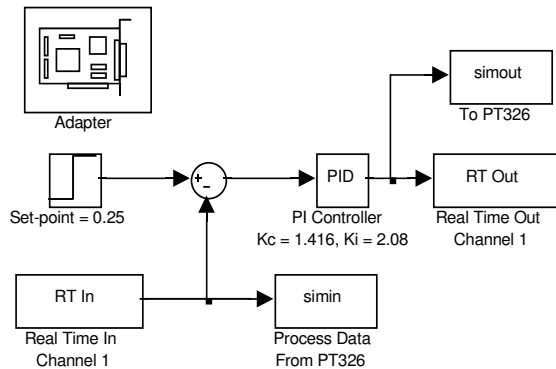 Adapter
simout
To PT326
+
−
PID
RT Out
Set-point = 0.25
PI Controller
Kc = 1.416, Ki = 2.08
Real Time Out
Channel 1
RT In
simin
Real Time In
Channel 1
Process Data
From PT326